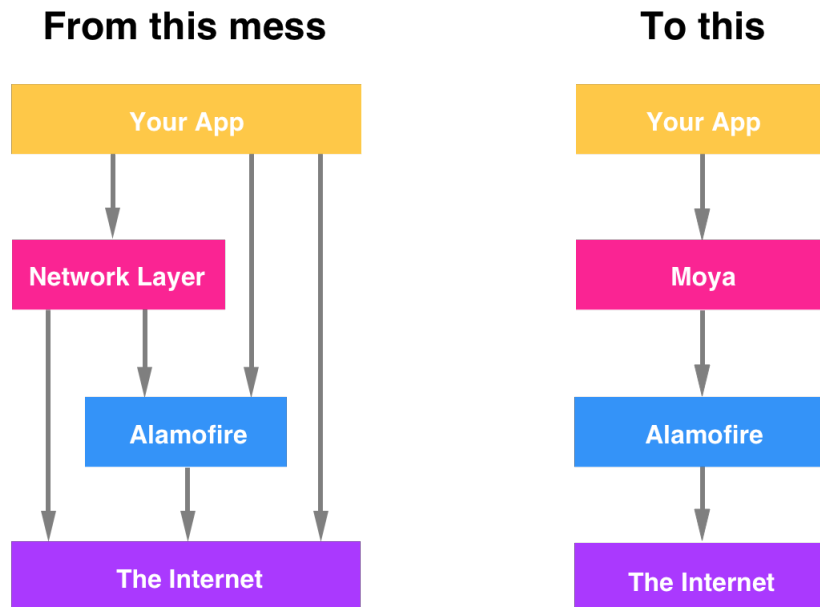 From this mess
Your App
Network Layer
Alamofire
The Internet
To this
Your App
Moya
Alamofire
The Internet